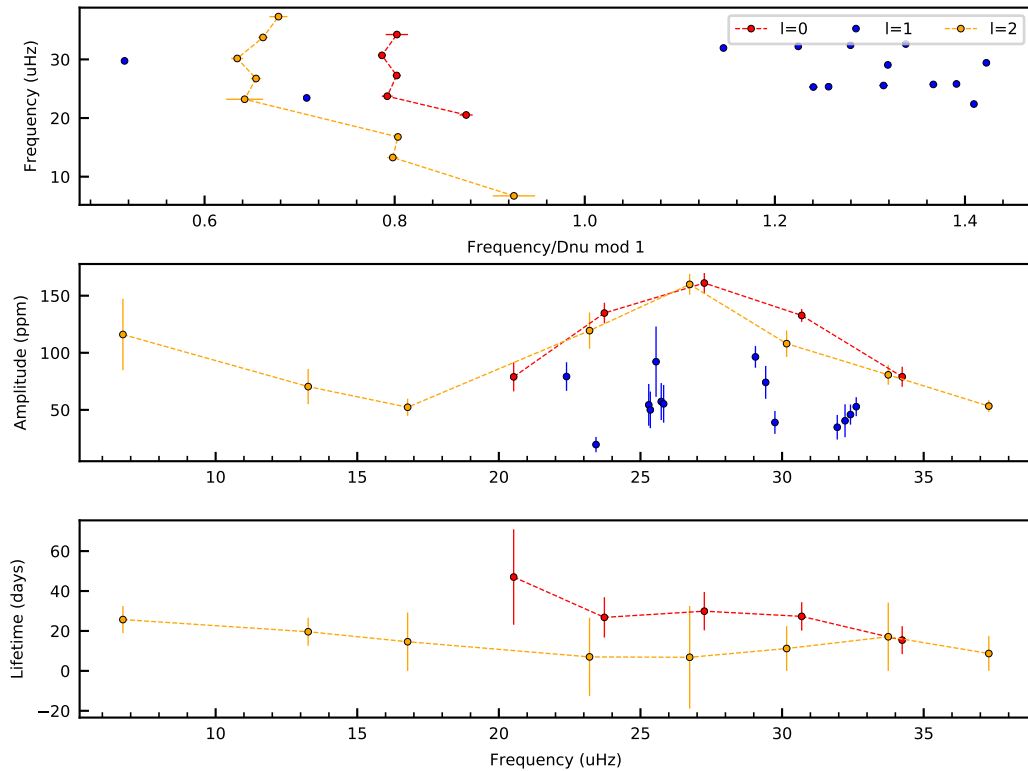 l=0 l=1 l=2
Frequency (uHz)
30
20
10
0.6 0.8 1.0 1.2 1.4
Frequency/Dnu mod 1
Amplitude (ppm)
150
100
50
10 15 20 25 30 35
Lifetime (days)
60
40
20
0
−20
10 15 20 25 30 35
Frequency (uHz)